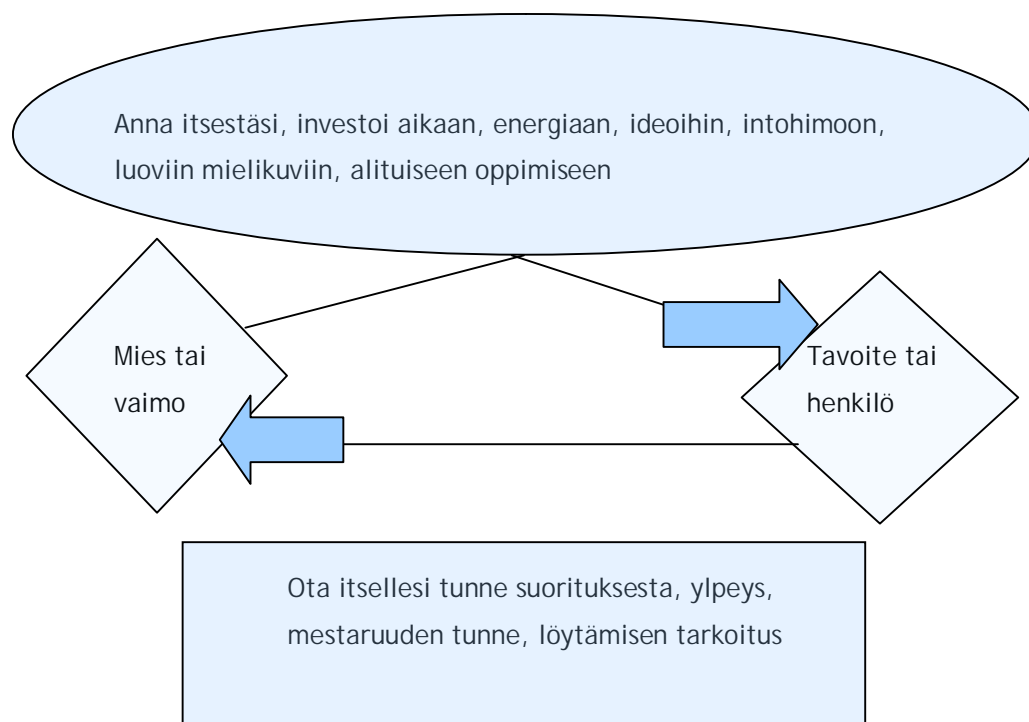 Anna itsestäsi, investoi aikaan, energiaan, ideoihin, intohimoon,
luoviin mielikuviin, alituiseen oppimiseen
Mies tai
vaimo
Tavoite tai
henkilö
Ota itsellesi tunne suorituksesta, ylpeys,
mestaruuden tunne, löytämisen tarkoitus